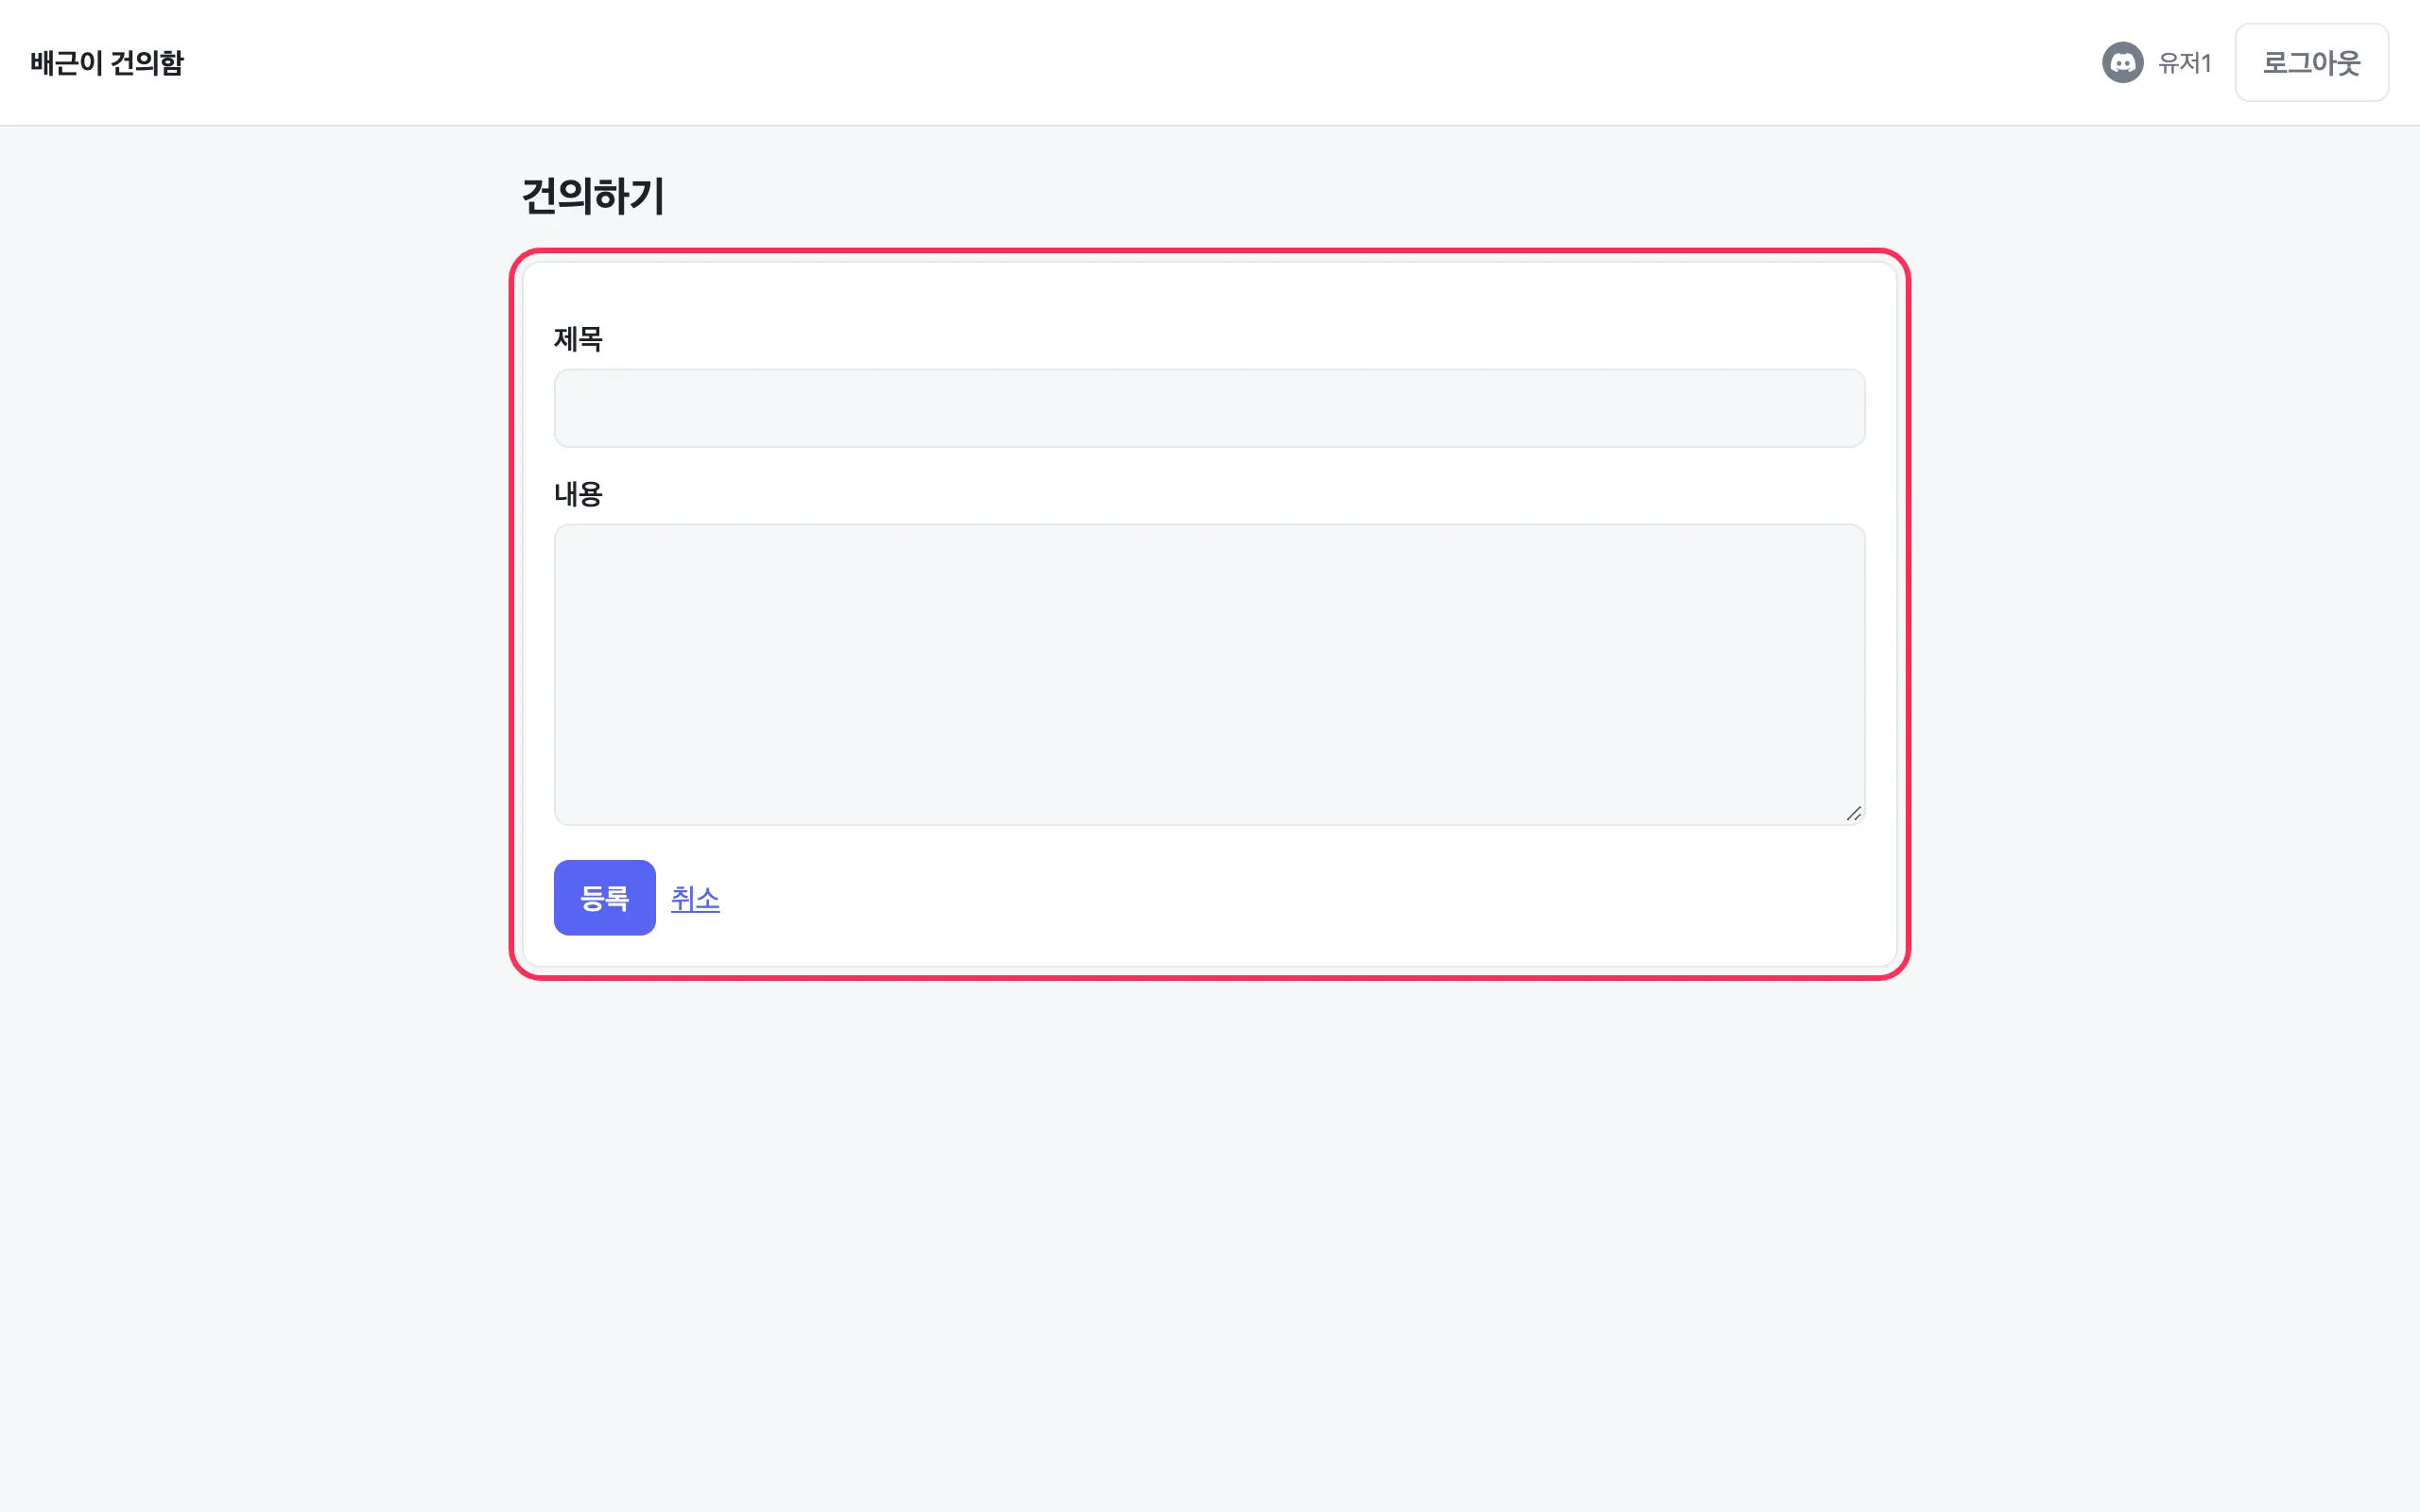 배근이 건의함
유저1
로그아웃
건의하기
제목
내용
등록 취소